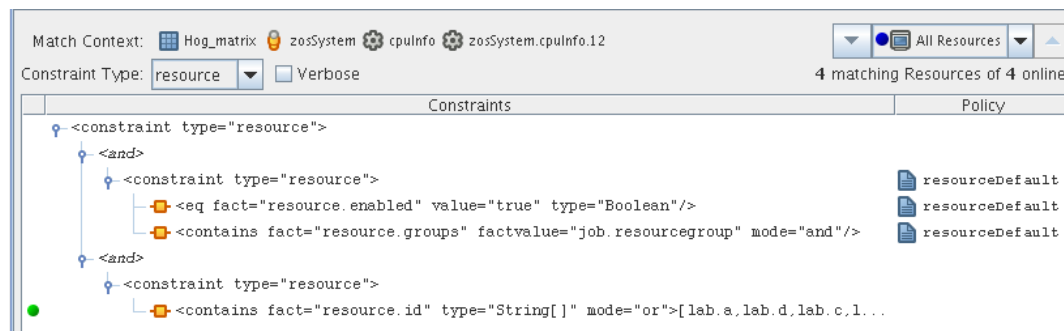 Match Context: Hog_matrix zosSystem cpuInfo zosSystem.cpuInfo.12 All Resources
Constraint Type: resource Verbose 4 matching Resources of 4 online
Constraints Policy
<constraint type="resource">
<and>
<constraint type="resource"> resourceDefault
<eq fact="resource.enabled" value="true" type="Boolean"/> resourceDefault
<contains fact="resource.groups" factvalue="job.resourcegroup" mode="and"/> resourceDefault
<and>
<constraint type="resource">
<contains fact="resource.id" type="String[]" mode="or">[lab.a,lab.d,lab.c,l...